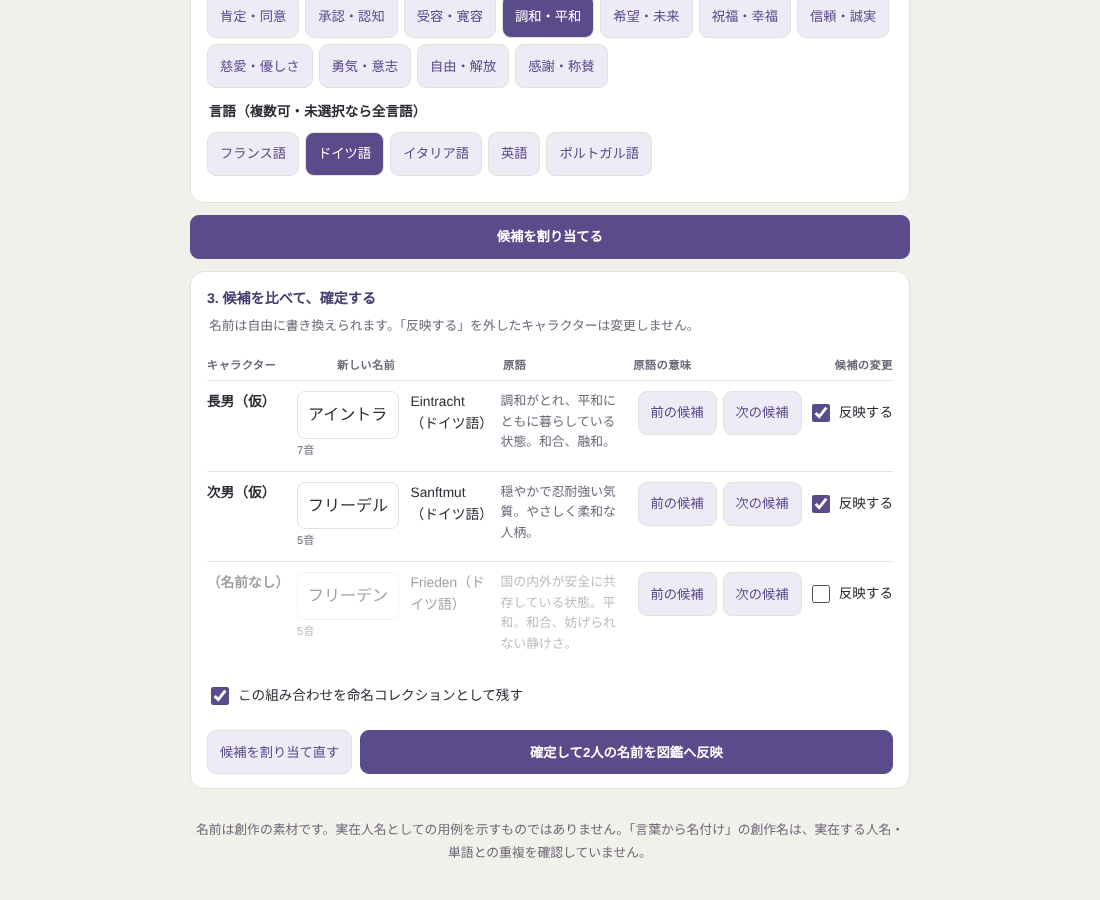 肯定・同意 承認・認知 受容・寛容 調和・平和 希望・未来 祝福・幸福 信頼・誠実
慈愛・優しさ 勇気・意志 自由・解放 感謝・称賛
言語（複数可・未選択なら全言語）
フランス語 ドイツ語 イタリア語 英語 ポルトガル語
候補を割り当てる
3. 候補を比べて、確定する
名前は自由に書き換えられます。「反映する」を外したキャラクターは変更しません。
キャラクター 新しい名前 原語 原語の意味 候補の変更
長男（仮）
アイントラ
7音
Eintracht
（ドイツ語）
調和がとれ、平和に
ともに暮らしている
状態。和合、融和。
前の候補 次の候補 反映する
次男（仮）
フリーデル
5音
Sanftmut
（ドイツ語）
穏やかで忍耐強い気
質。やさしく柔和な
人柄。
前の候補 次の候補 反映する
（名前なし）
フリーデン
5音
Frieden（ド
イツ語）
国の内外が安全に共
存している状態。平
和。和合、妨げられ
ない静けさ。
前の候補 次の候補 反映する
この組み合わせを命名コレクションとして残す
候補を割り当て直す 確定して2人の名前を図鑑へ反映
名前は創作の素材です。実在人名としての用例を示すものではありません。「言葉から名付け」の創作名は、実在する人名・
単語との重複を確認していません。